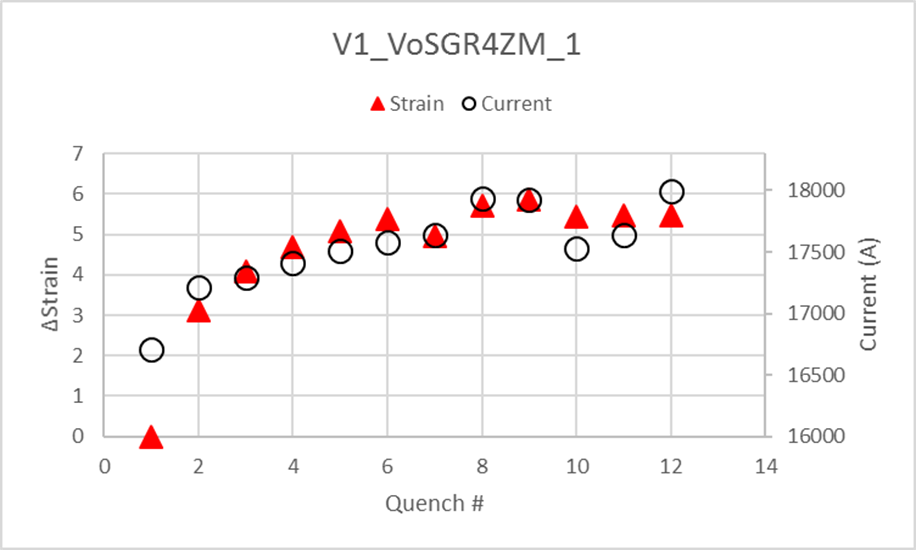 V1_VoSGR4ZM_1
Strain Current
7
6
5
4
3
2
1
0
ΔStrain
18000
17500
17000
16500
16000
Current (A)
0 2 4 6 8 10 12 14
Quench #